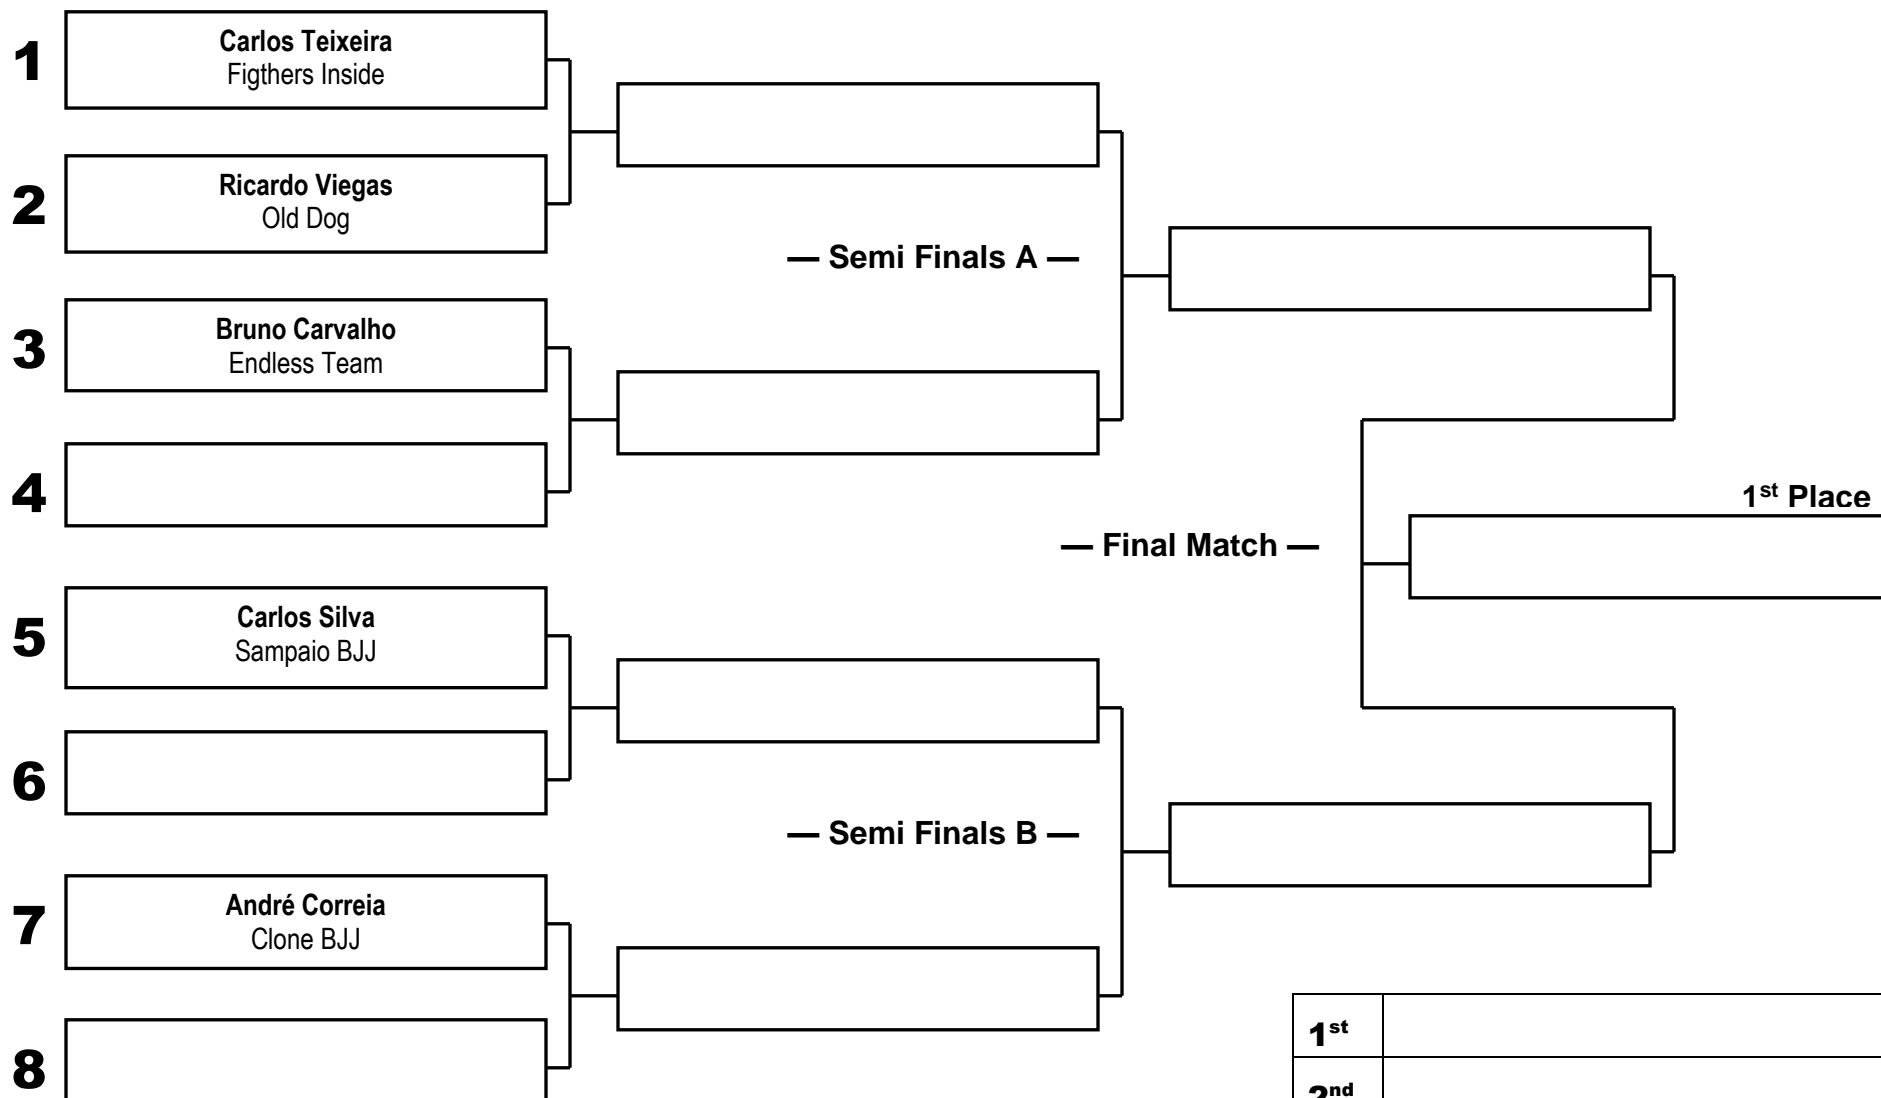 1
Carlos Teixeira
Figthers Inside
2
Ricardo Viegas
Old Dog
— Semi Finals A —
3
Bruno Carvalho
Endless Team
4
1st Place
— Final Match —
5
Carlos Silva
Sampaio BJJ
6
— Semi Finals B —
7
André Correia
Clone BJJ
8
1st
2nd